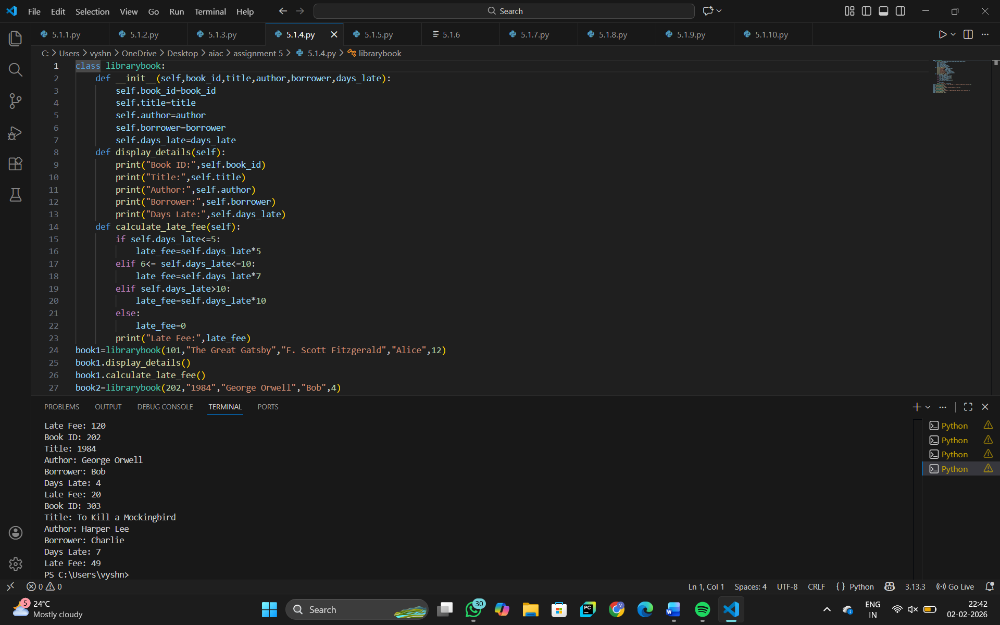 File Edit Selection View Go Run Terminal Help Search
5.1.1.py 5.1.2.py 5.1.3.py 5.1.4.py 5.1.5.py 5.1.6 5.1.7.py 5.1.8.py 5.1.9.py 5.1.10.py
C: > Users > vyshn > OneDrive > Desktop > aiac > assignment 5 > 5.1.4.py > librarybook
1 class librarybook:
2     def __init__(self,book_id,title,author,borrower,days_late):
3         self.book_id=book_id
4         self.title=title
5         self.author=author
6         self.borrower=borrower
7         self.days_late=days_late
8     def display_details(self):
9         print("Book ID:",self.book_id)
10         print("Title:",self.title)
11         print("Author:",self.author)
12         print("Borrower:",self.borrower)
13         print("Days Late:",self.days_late)
14     def calculate_late_fee(self):
15         if self.days_late<=5:
16             late_fee=self.days_late*5
17         elif 6<= self.days_late<=10:
18             late_fee=self.days_late*7
19         elif self.days_late>10:
20             late_fee=self.days_late*10
21         else:
22             late_fee=0
23         print("Late Fee:",late_fee)
24 book1=librarybook(101,"The Great Gatsby","F. Scott Fitzgerald","Alice",12)
25 book1.display_details()
26 book1.calculate_late_fee()
27 book2=librarybook(202,"1984","George Orwell","Bob",4)
PROBLEMS OUTPUT DEBUG CONSOLE TERMINAL PORTS
Late Fee: 120
Book ID: 202
Title: 1984
Author: George Orwell
Borrower: Bob
Days Late: 4
Late Fee: 20
Book ID: 303
Title: To Kill a Mockingbird
Author: Harper Lee
Borrower: Charlie
Days Late: 7
Late Fee: 49
PS C:\Users\vyshn>
Python
Python
Python
Python
0 0 Ln 1, Col 1 Spaces: 4 UTF-8 CRLF { } Python 3.13.3 Go Live
5 24°C
Mostly cloudy
Search
30
PC
V
W
ENG
IN
22:42
02-02-2026